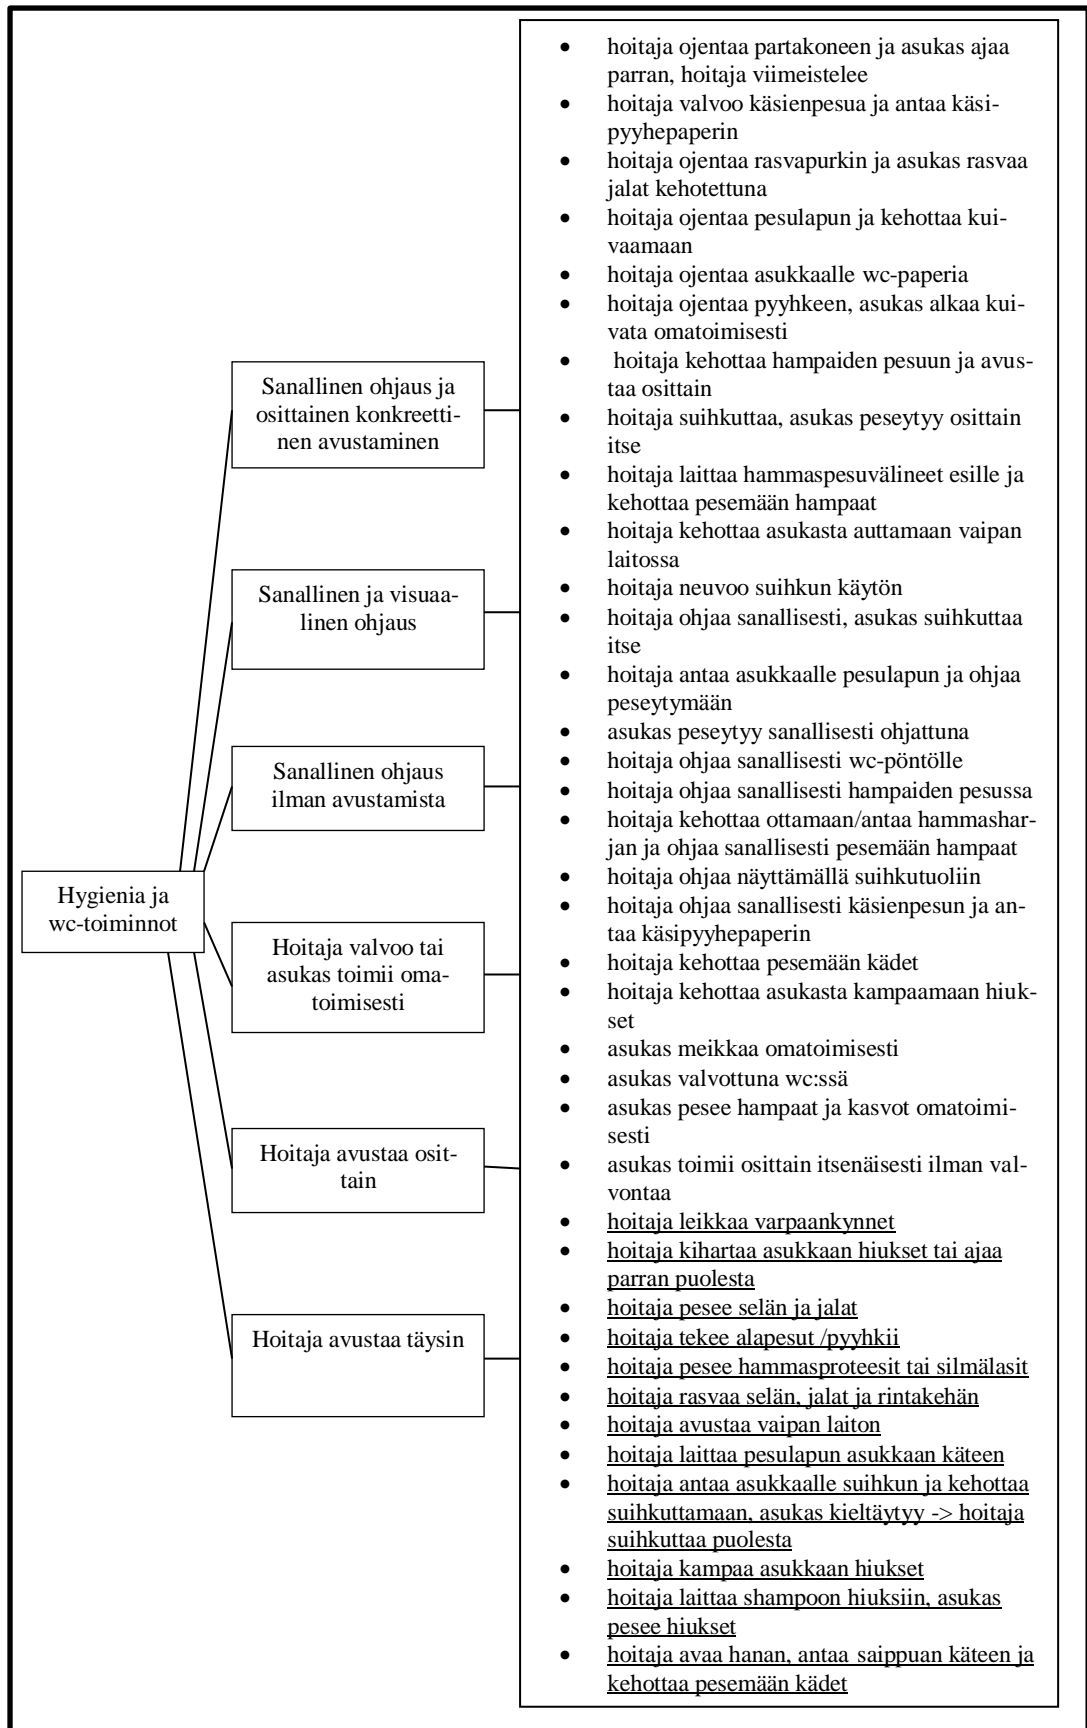 Hygienia ja
wc-toiminnot
Sanallinen ohjaus ja
osittainen konkreetti-
nen avustaminen
Sanallinen ja visuaa-
linen ohjaus
Sanallinen ohjaus
ilman avustamista
Hoitaja valvoo tai
asukas toimii oma-
toimisesti
Hoitaja avustaa osit-
tain
Hoitaja avustaa täysin
• hoitaja ojentaa partakoneen ja asukas ajaa
parran, hoitaja viimeistelee
• hoitaja valvoo käsienpesua ja antaa käsi-
pyyhepaperin
• hoitaja ojentaa rasvapurkin ja asukas rasvaa
jalat kehotettuna
• hoitaja ojentaa pesulapun ja kehottaa kui-
vaamaan
• hoitaja ojentaa asukkaalle wc-paperia
• hoitaja ojentaa pyyhkeen, asukas alkaa kui-
vata omatoimisesti
• hoitaja kehottaa hampaiden pesuun ja avus-
taa osittain
• hoitaja suihkuttaa, asukas peseytyy osittain
itse
• hoitaja laittaa hammaspesuvälineet esille ja
kehottaa pesemään hampaat
• hoitaja kehottaa asukasta auttamaan vaipan
laitossa
• hoitaja neuvoo suihkun käytön
• hoitaja ohjaa sanallisesti, asukas suihkuttaa
itse
• hoitaja antaa asukkaalle pesulapun ja ohjaa
peseytymään
• asukas peseytyy sanallisesti ohjattuna
• hoitaja ohjaa sanallisesti wc-pöntölle
• hoitaja ohjaa sanallisesti hampaiden pesussa
• hoitaja kehottaa ottamaan/antaa hammashar-
jan ja ohjaa sanallisesti pesemään hampaat
• hoitaja ohjaa näyttämällä suihkutuoliin
• hoitaja ohjaa sanallisesti käsienpesun ja an-
taa käsipyyhepaperin
• hoitaja kehottaa pesemään kädet
• hoitaja kehottaa asukasta kampaamaan hiuk-
set
• asukas meikkaa omatoimisesti
• asukas valvottuna wc:ssä
• asukas pesee hampaat ja kasvot omatoimi-
sesti
• asukas toimii osittain itsenäisesti ilman val-
vontaa
• hoitaja leikkaa varpaankynnet
• hoitaja kihartaa asukkaan hiukset tai ajaa
parran puolesta
• hoitaja pesee selän ja jalat
• hoitaja tekee alapesut /pyyhkii
• hoitaja pesee hammasproteesit tai silmälasit
• hoitaja rasvaa selän, jalat ja rintakehän
• hoitaja avustaa vaipan laiton
• hoitaja laittaa pesulapun asukkaan käteen
• hoitaja antaa asukkaalle suihkun ja kehottaa
suihkuttamaan, asukas kieltäytyy -> hoitaja
suihkuttaa puolesta
• hoitaja kampaa asukkaan hiukset
• hoitaja laittaa shampoon hiuksiin, asukas
pesee hiukset
• hoitaja avaa hanan, antaa saippuan käteen ja
kehottaa pesemään kädet